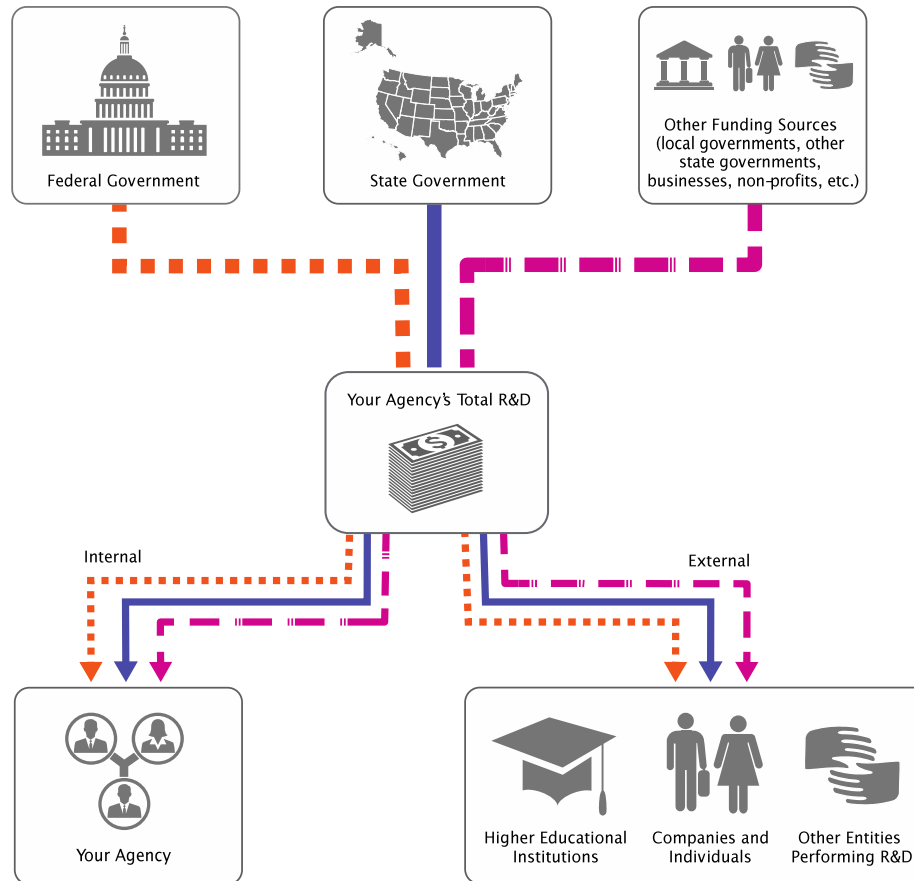 Federal Government
State Government
Other Funding Sources
(local governments, other
state governments,
businesses, non-profits, etc.)
Your Agency's Total R&D
$
Internal
External
Your Agency
Higher Educational
Institutions
Companies and
Individuals
Other Entities
Performing R&D